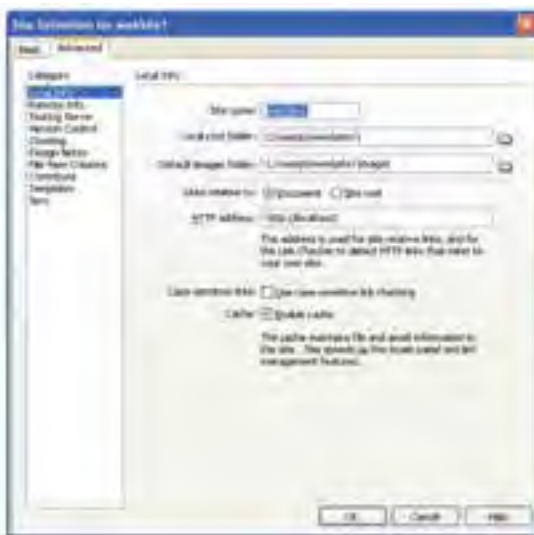 Site Definition for website1
Basic Advanced
Category
Local Info
Remote Info
Testing Server
Version Control
Cloaking
Design Notes
File View Columns
Contribute
Templates
Spry
Local Info
Site name:
Local root folder:
Default images folder:
Links relative to: Document Site root
HTTP address: http://localhost/
This address is used for site relative links, and for
the Link Checker to detect HTTP links that refer to
your own site.
Case-sensitive links: Use case-sensitive link checking
Cache: Enable cache
The cache maintains file and asset information in
the site. This speeds up the Asset panel and link
management features.
OK Cancel Help